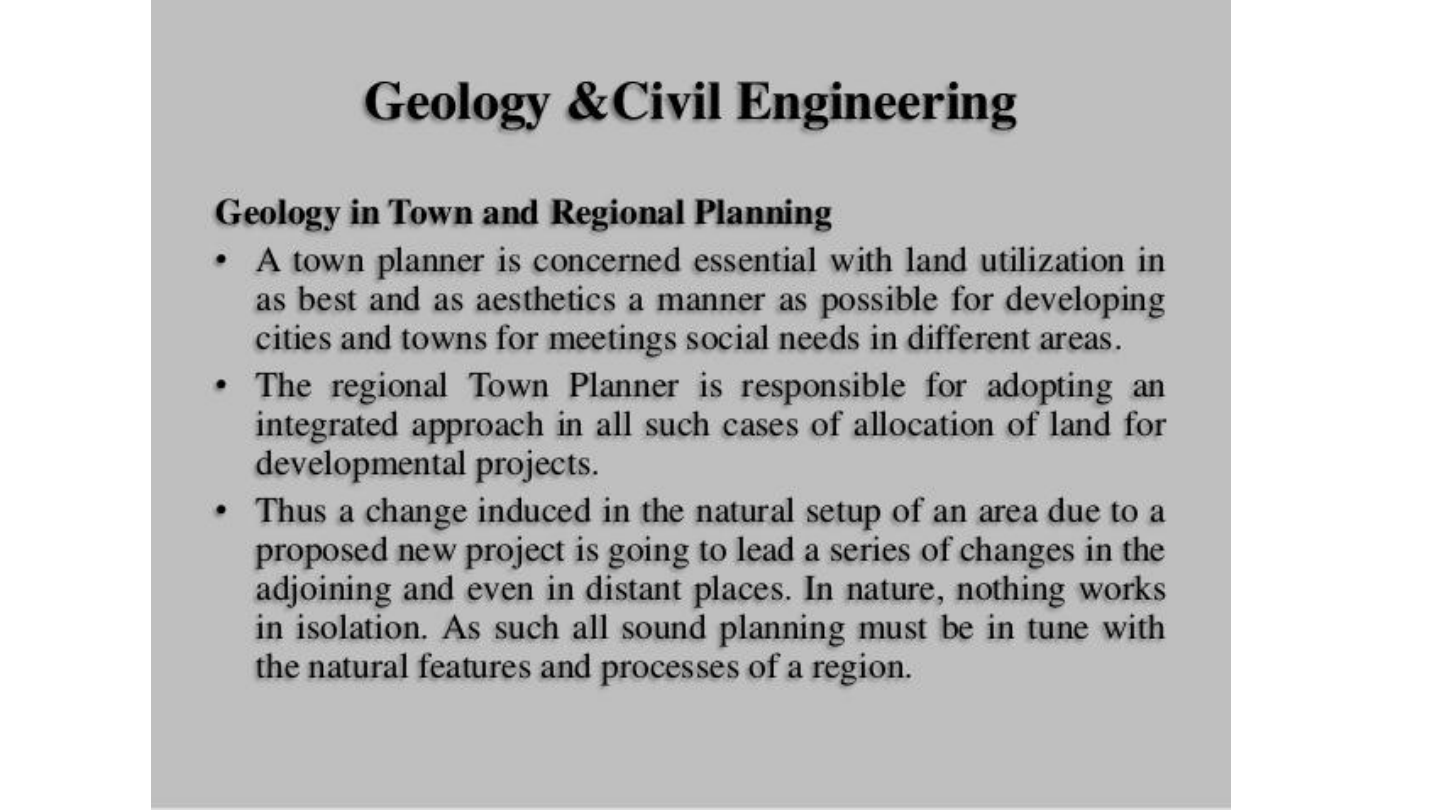 Geology &Civil Engineering
Geology in Town and Regional Planning
• A town planner is concerned essential with land utilization in
as best and as aesthetics a manner as possible for developing
cities and towns for meetings social needs in different areas.
• The regional Town Planner is responsible for adopting an
integrated approach in all such cases of allocation of land for
developmental projects.
• Thus a change induced in the natural setup of an area due to a
proposed new project is going to lead a series of changes in the
adjoining and even in distant places. In nature, nothing works
in isolation. As such all sound planning must be in tune with
the natural features and processes of a region.